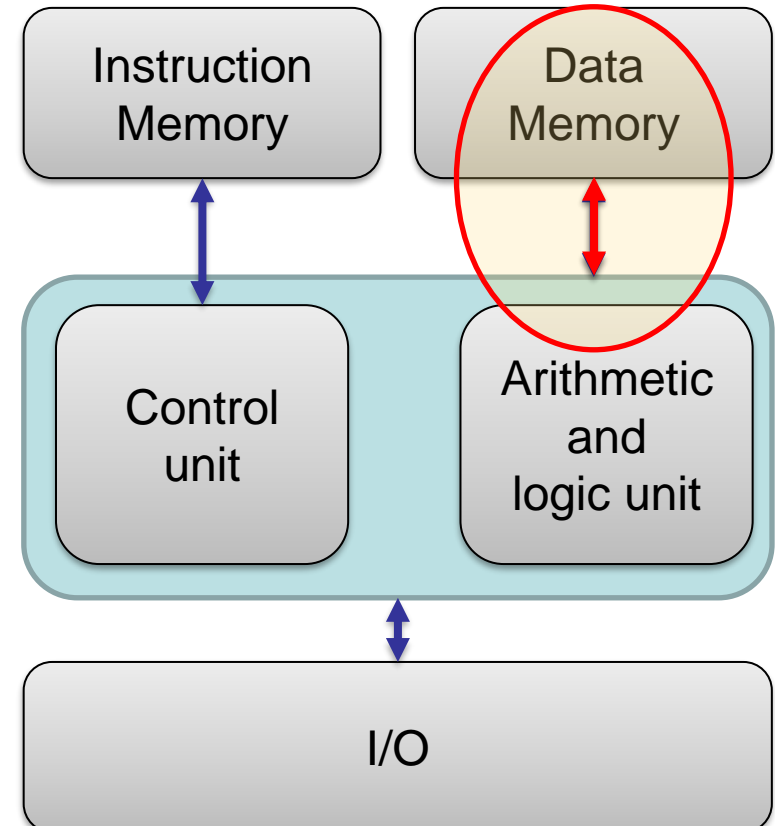 Instruction
Memory
Data
Memory
Control
unit
Arithmetic
and
logic unit
I/O